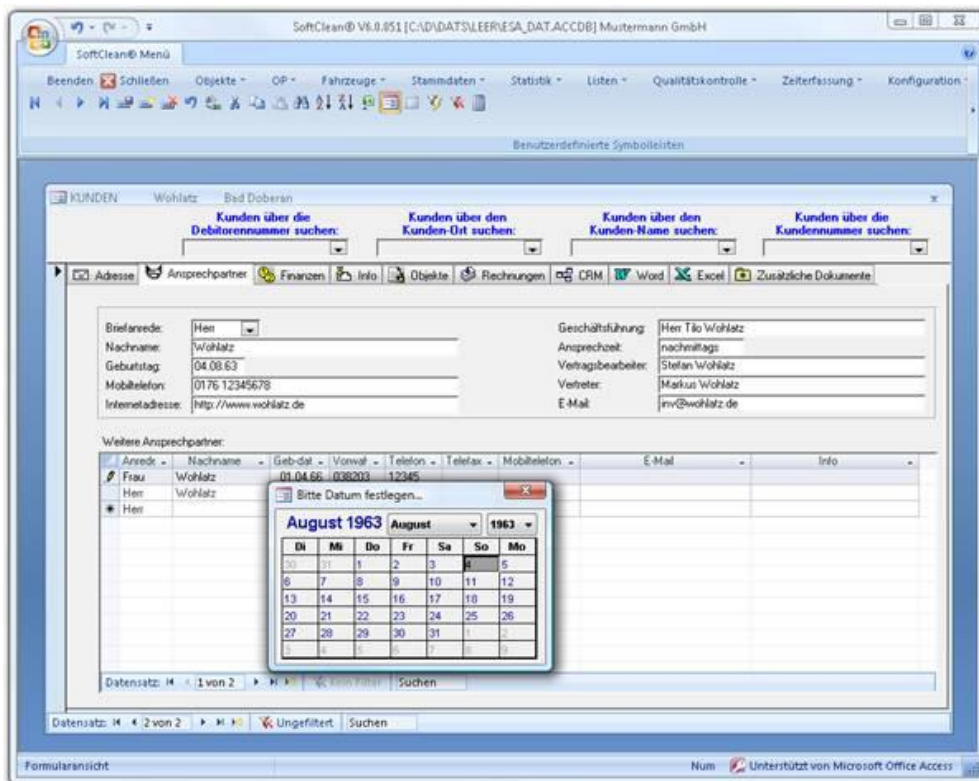 SoftClean® V6.0.051 [C:\D\DATS\LEER\ESA_DAT.ACCDB] Mustermann GmbH
SoftClean® Menü
Beenden Schließen Objekte OP Fahrzeuge Stammdaten Statistik Listen Qualitätskontrolle Zeiterfassung Konfiguration
Benutzerdefinierte Symbolleisten
KUNDEN Wohlatz Bad Doberan
Kunden über die Kunden über den Kunden über den Kunden über die
Debitorennummer suchen: Kunden-Ort suchen: Kunden-Name suchen: Kundennummer suchen:
Adresse Ansprechpartner Finanzen Info Objekte Rechnungen CRM Word Excel Zusätzliche Dokumente
Briefanrede: Herr Geschäftsführung: Herr Tilo Wohlatz
Nachname: Wohlatz Ansprechzeit: nachmittags
Geburtstag: 04.08.63 Vertragsbearbeiter: Stefan Wohlatz
Mobiltelefon: 0176 12345678 Vertreter: Markus Wohlatz
Internetadresse: http://www.wohlatz.de E-Mail: inv@wohlatz.de
Weitere Ansprechpartner:
Anrede Nachname Geb-dat Vorwahl Telefon Telefax Mobiltelefon E-Mail Info
Frau Wohlatz 01.04.66 038203 12345
Herr Wohlatz
Herr
Bitte Datum festlegen...
August 1963 August 1963
Di Mi Do Fr Sa So Mo
30 31 1 2 3 4 5
6 7 8 9 10 11 12
13 14 15 16 17 18 19
20 21 22 23 24 25 26
27 28 29 30 31 1 2
3 4 5 6 7 8 9
Datensatz: 1 von 2 Kein Filter Suchen
Datensatz: 2 von 2 Ungefiltert Suchen
Formularansicht Num Unterstützt von Microsoft Office Access